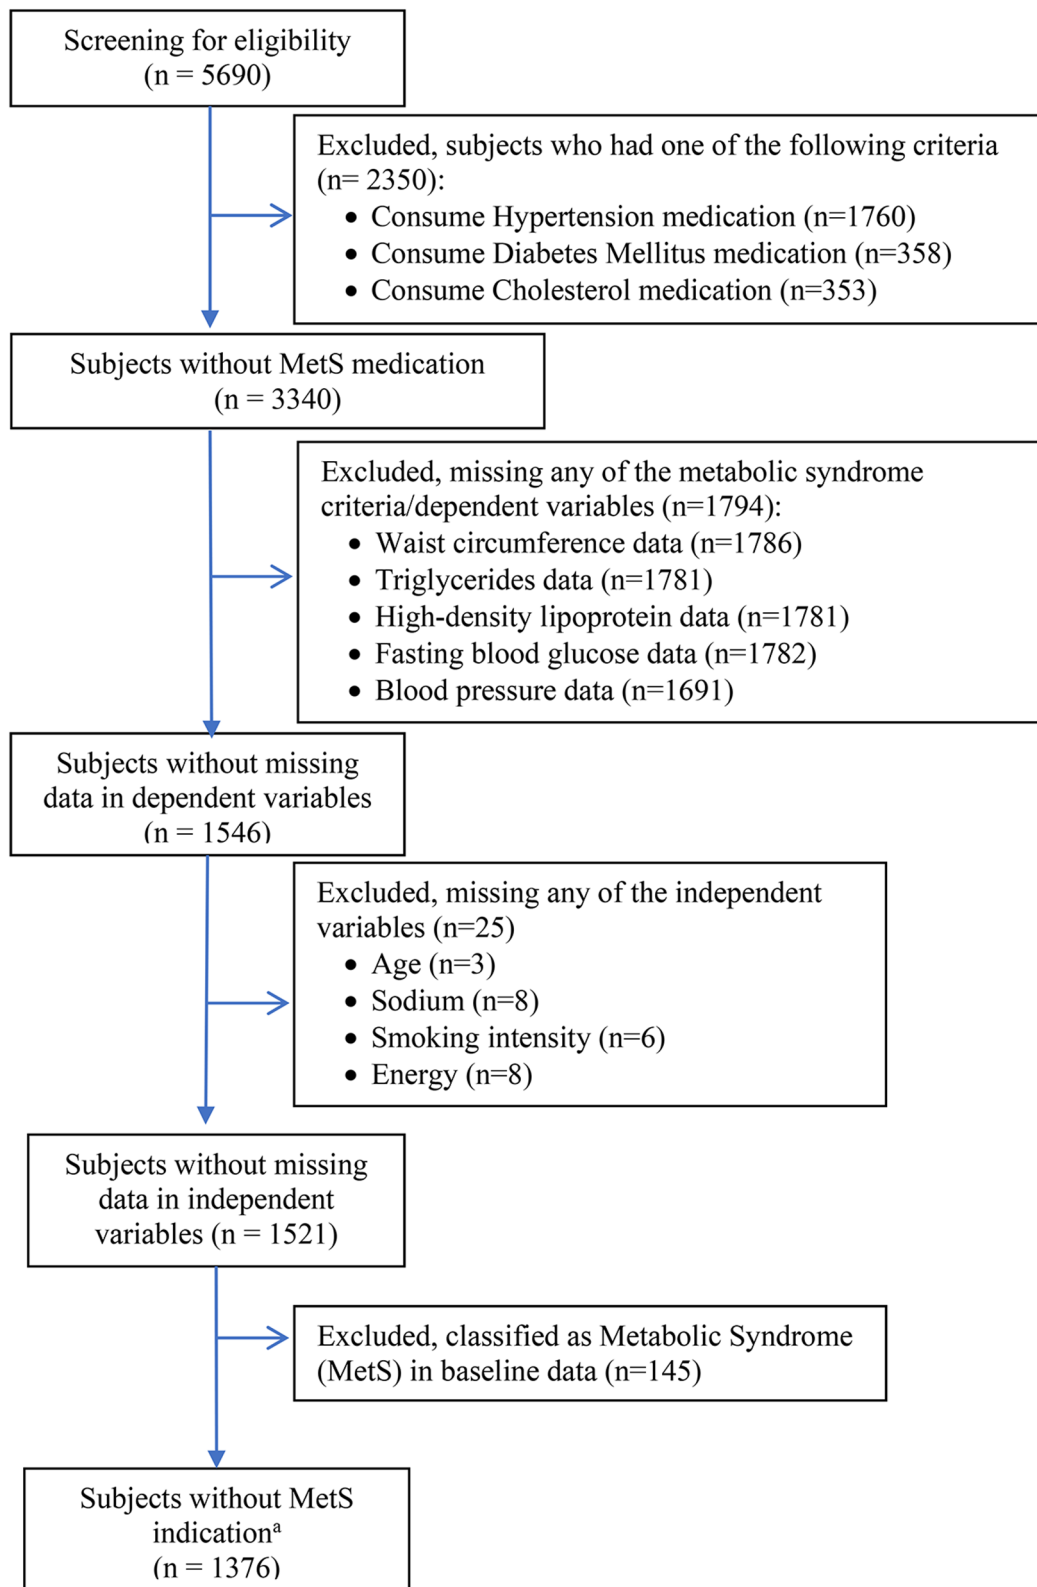 Screening for eligibility
(n = 5690)
Excluded, subjects who had one of the following criteria
(n= 2350):
• Consume Hypertension medication (n=1760)
• Consume Diabetes Mellitus medication (n=358)
• Consume Cholesterol medication (n=353)
Subjects without MetS medication
(n = 3340)
Excluded, missing any of the metabolic syndrome
criteria/dependent variables (n=1794):
• Waist circumference data (n=1786)
• Triglycerides data (n=1781)
• High-density lipoprotein data (n=1781)
• Fasting blood glucose data (n=1782)
• Blood pressure data (n=1691)
Subjects without missing
data in dependent variables
(n = 1546)
Excluded, missing any of the independent
variables (n=25)
• Age (n=3)
• Sodium (n=8)
• Smoking intensity (n=6)
• Energy (n=8)
Subjects without missing
data in independent
variables (n = 1521)
Excluded, classified as Metabolic Syndrome
(MetS) in baseline data (n=145)
Subjects without MetS
indicationᵃ
(n = 1376)